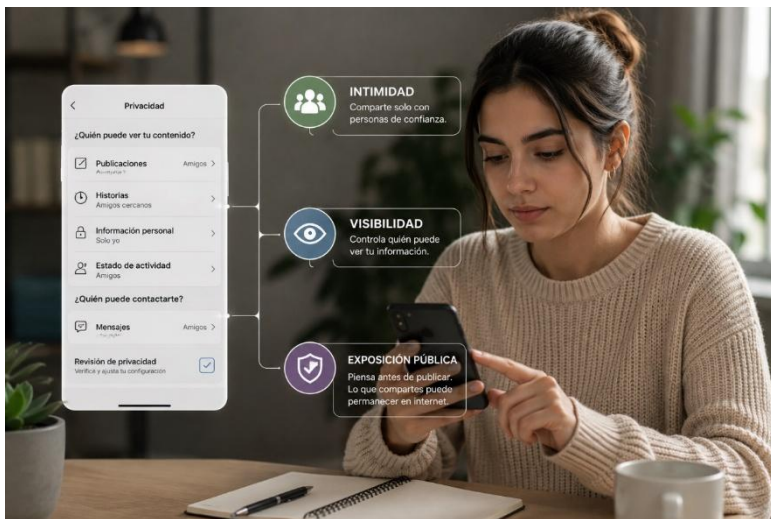 Privacidad
¿Quién puede ver tu contenido?
Publicaciones
Amigos
Historias
Amigos cercanos
Información personal
Solo yo
Estado de actividad
Amigos
¿Quién puede contactarte?
Mensajes
Amigos
Revisión de privacidad
Verifica y ajusta tu configuración
INTIMIDAD
Comparte solo con
personas de confianza.
VISIBILIDAD
Controla quién puede
ver tu información.
EXPOSICIÓN PÚBLICA
Piensa antes de publicar.
Lo que compartes puede
permanecer en internet.